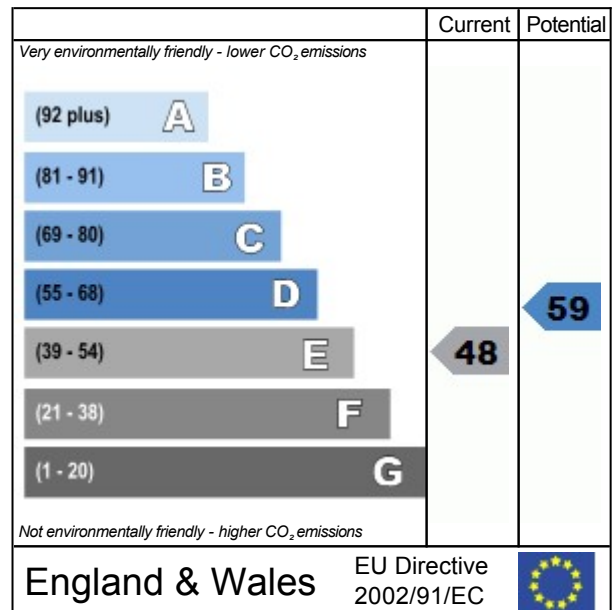 Current Potential
Very environmentally friendly - lower CO₂ emissions
(92 plus) A
(81 - 91) B
(69 - 80) C
(55 - 68) D
59
(39 - 54) E
48
(21 - 38) F
(1 - 20) G
Not environmentally friendly - higher CO₂ emissions
England & Wales
EU Directive
2002/91/EC